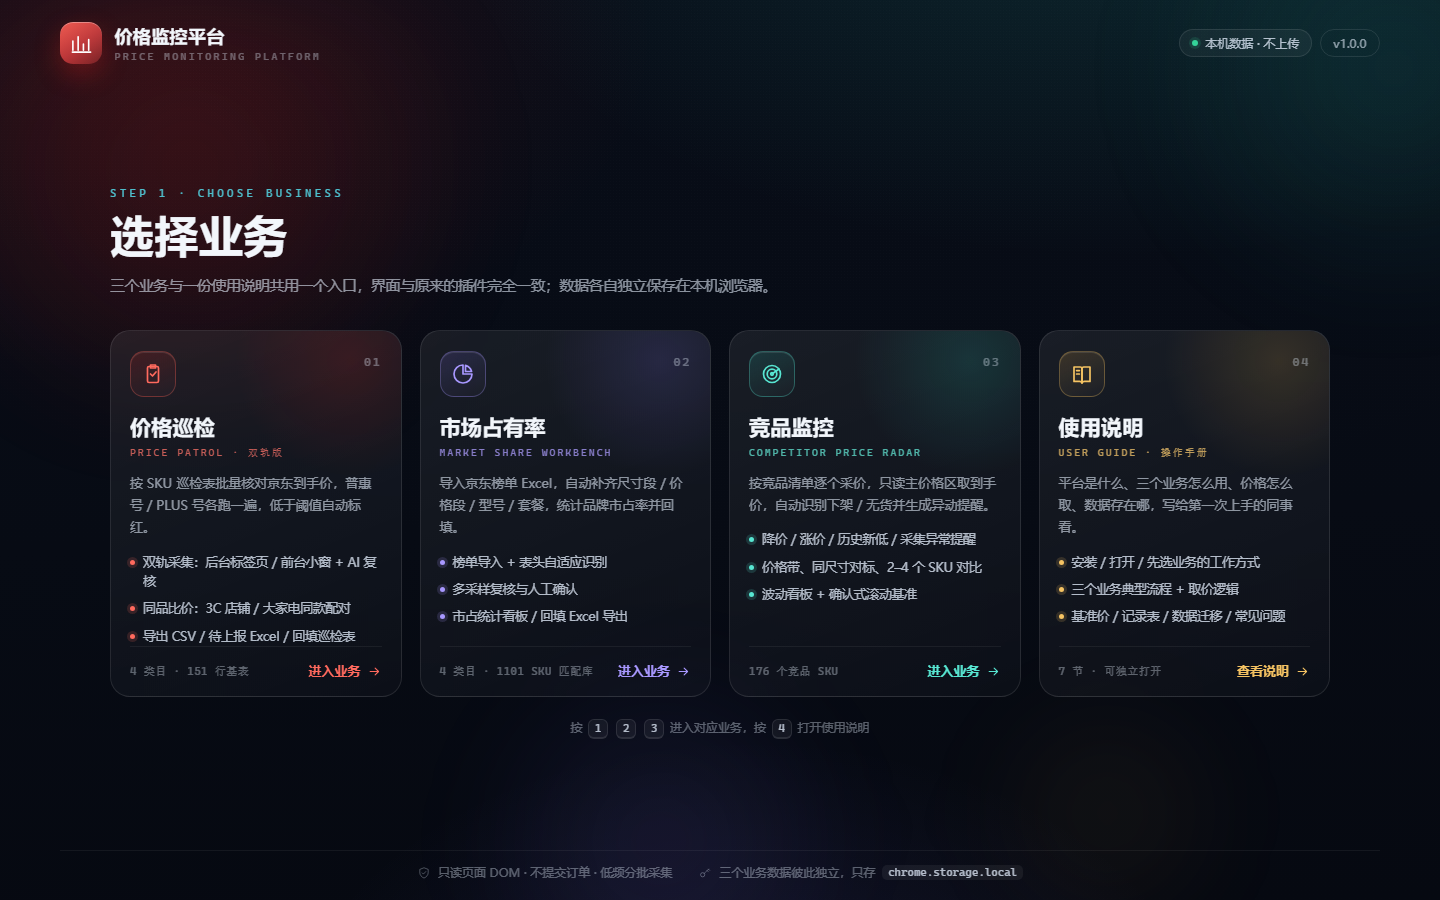 价格监控平台
PRICE MONITORING PLATFORM
本机数据 · 不上传
v1.0.0
STEP 1 · CHOOSE BUSINESS
选择业务
三个业务与一份使用说明共用一个入口，界面与原来的插件完全一致；数据各自独立保存在本机浏览器。
01
价格巡检
PRICE PATROL · 双轨版
按 SKU 巡检表批量核对京东到手价，普惠
号 / PLUS 号各跑一遍，低于阈值自动标
红。
双轨采集：后台标签页 / 前台小窗 + AI 复
核
同品比价：3C 店铺 / 大家电同款配对
导出 CSV / 待上报 Excel / 回填巡检表
4 类目 · 151 行基表
进入业务 →
02
市场占有率
MARKET SHARE WORKBENCH
导入京东榜单 Excel，自动补齐尺寸段 / 价
格段 / 型号 / 套餐，统计品牌市占率并回
填。
榜单导入 + 表头自适应识别
多采样复核与人工确认
市占统计看板 / 回填 Excel 导出
4 类目 · 1101 SKU 匹配库
进入业务 →
03
竞品监控
COMPETITOR PRICE RADAR
按竞品清单逐个采价，只读主价格区取到手
价，自动识别下架 / 无货并生成异动提醒。
降价 / 涨价 / 历史新低 / 采集异常提醒
价格带、同尺寸对标、2–4 个 SKU 对比
波动看板 + 确认式滚动基准
176 个竞品 SKU
进入业务 →
04
使用说明
USER GUIDE · 操作手册
平台是什么、三个业务怎么用、价格怎么
取、数据存在哪，写给第一次上手的同事
看。
安装 / 打开 / 先选业务的工作方式
三个业务典型流程 + 取价逻辑
基准价 / 记录表 / 数据迁移 / 常见问题
7 节 · 可独立打开
查看说明 →
按 1 2 3 进入对应业务，按 4 打开使用说明
只读页面 DOM · 不提交订单 · 低频分批采集
三个业务数据彼此独立，只存 chrome.storage.local